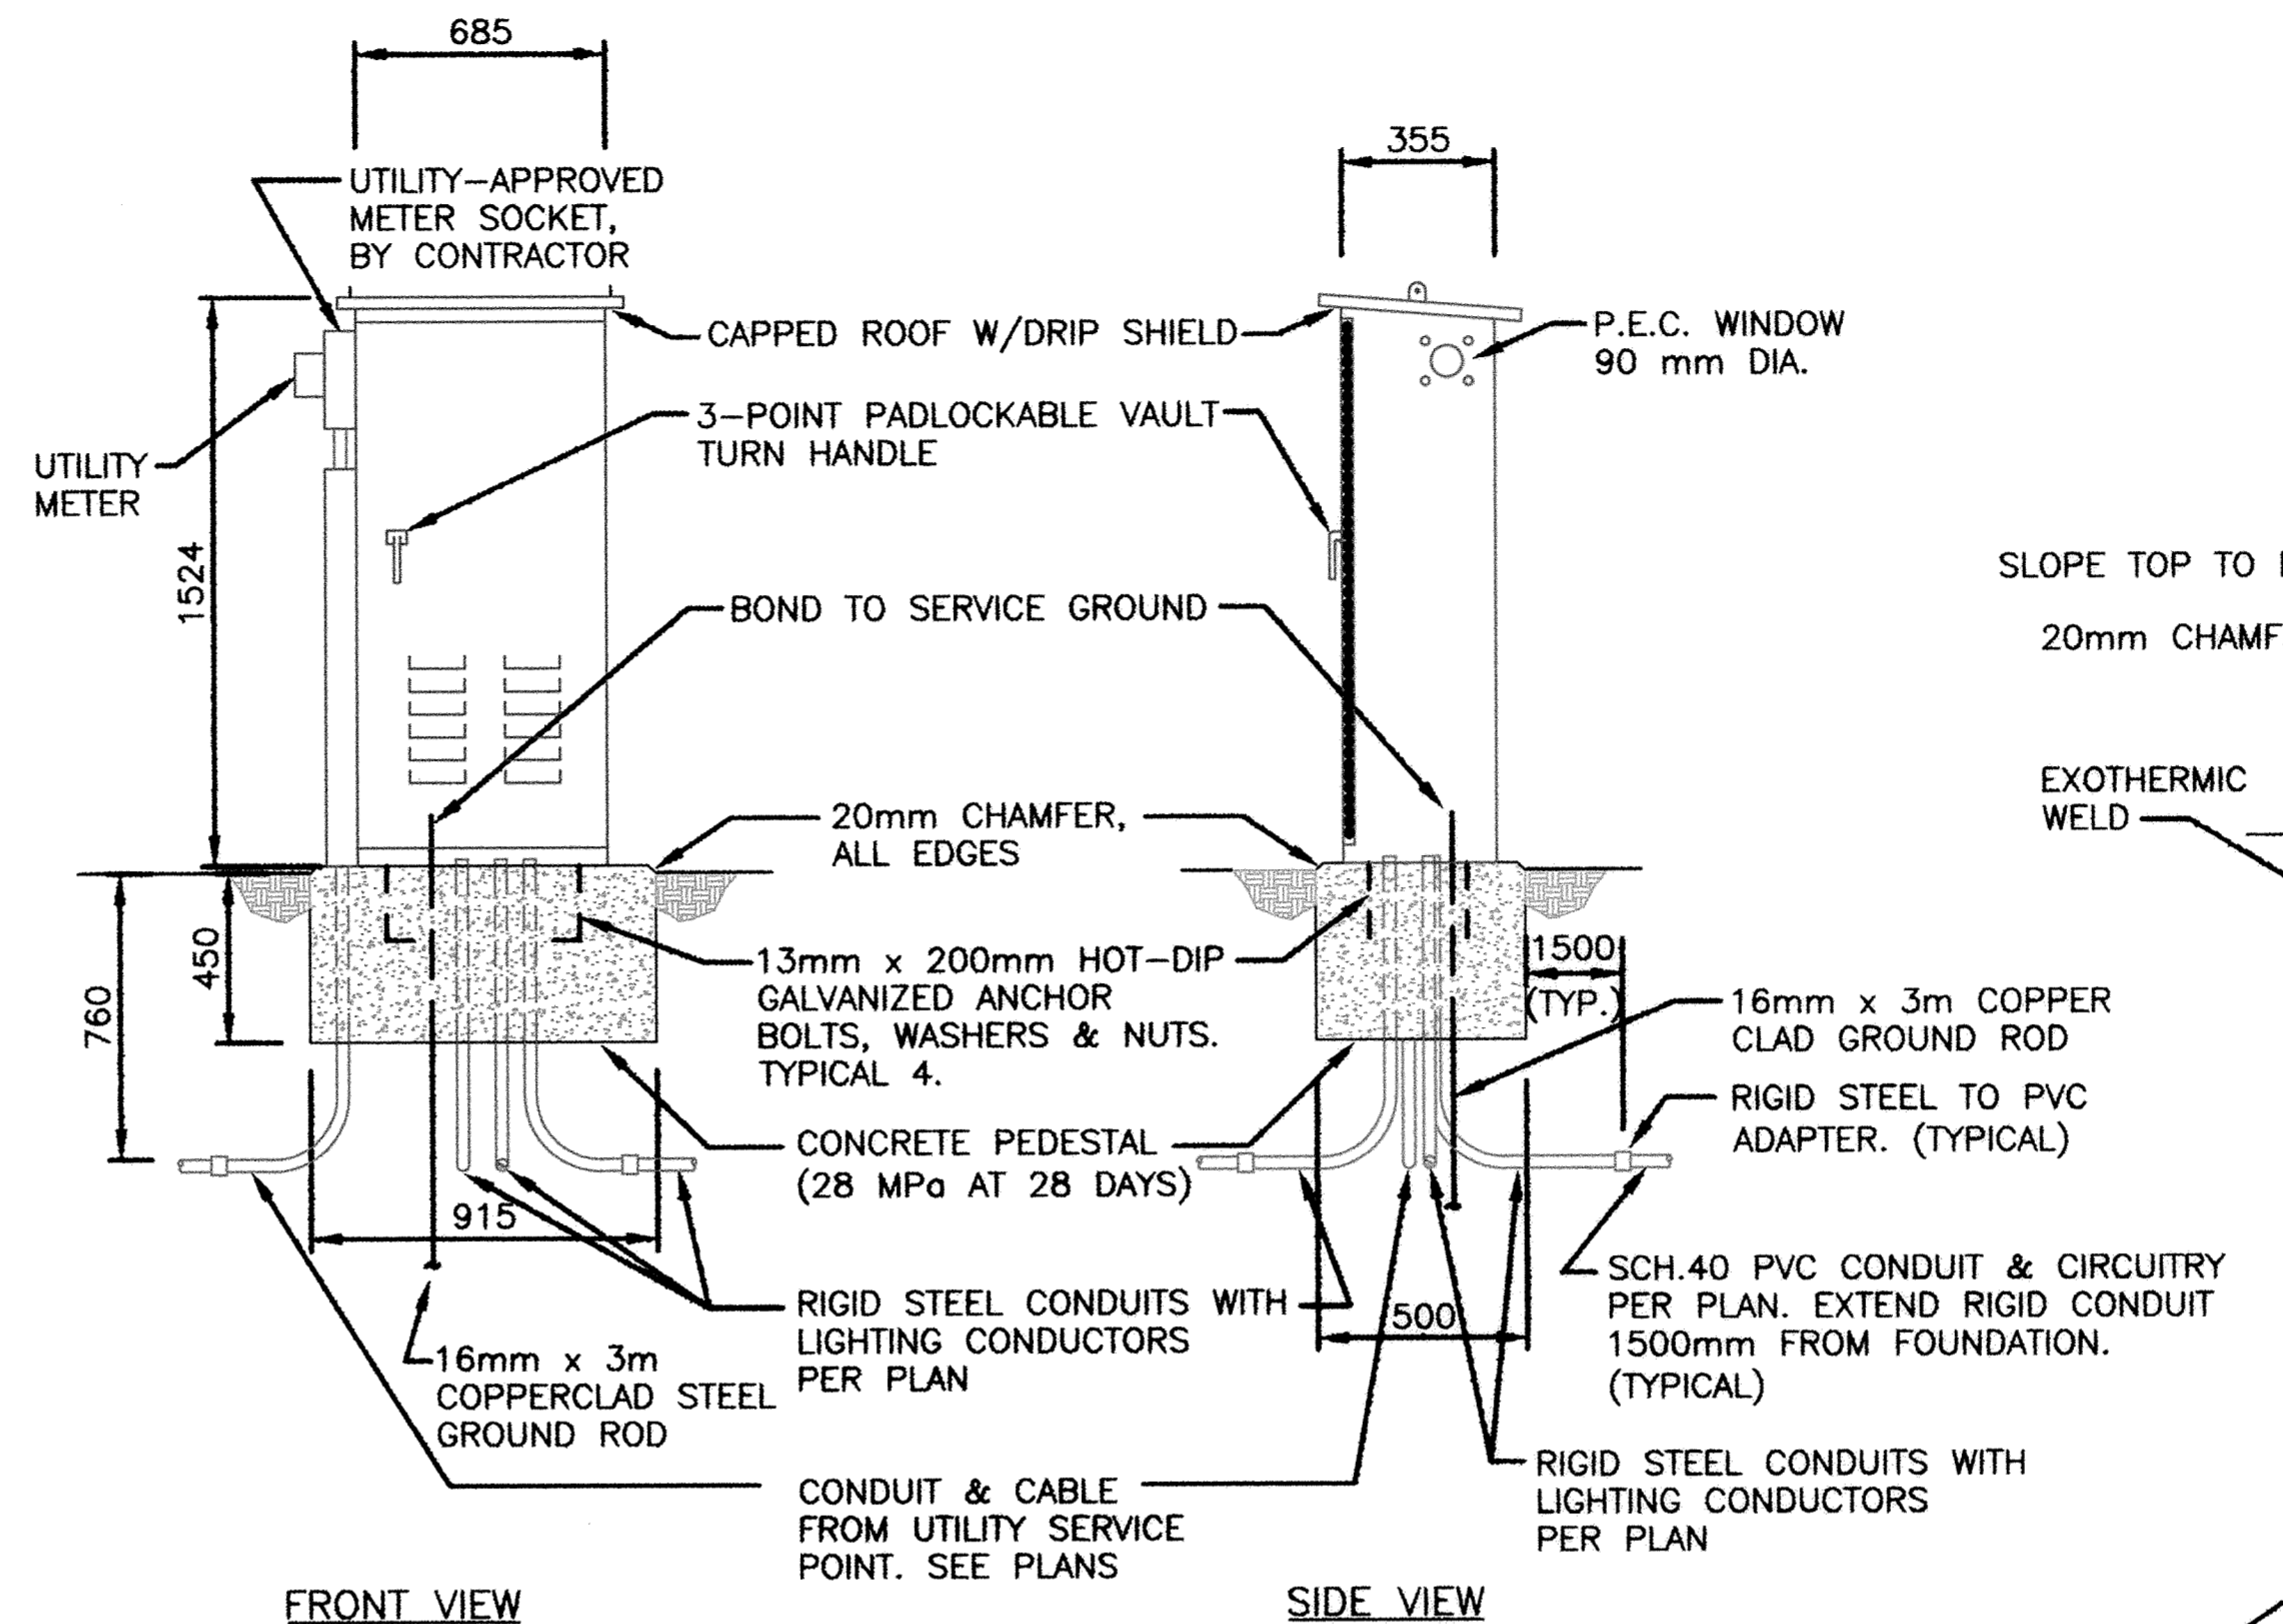 685
UTILITY-APPROVED
METER SOCKET,
BY CONTRACTOR
355
CAPPED ROOF W/DRIP SHIELD
P.E.C. WINDOW
90 mm DIA.
3-POINT PADLOCKABLE VAULT
TURN HANDLE
UTILITY
METER
1524
BOND TO SERVICE GROUND
SLOPE TOP TO
20mm CHAMF
EXOTHERMIC
WELD
20mm CHAMFER,
ALL EDGES
450
760
13mm x 200mm HOT-DIP
GALVANIZED ANCHOR
BOLTS, WASHERS & NUTS.
TYPICAL 4.
1500
(TYP.)
16mm x 3m COPPER
CLAD GROUND ROD
RIGID STEEL TO PVC
ADAPTER. (TYPICAL)
CONCRETE PEDESTAL
(28 MPa AT 28 DAYS)
915
SCH.40 PVC CONDUIT & CIRCUITRY
PER PLAN. EXTEND RIGID CONDUIT
1500mm FROM FOUNDATION.
(TYPICAL)
RIGID STEEL CONDUITS WITH
LIGHTING CONDUCTORS
PER PLAN
500
16mm x 3m
COPPERCLAD STEEL
GROUND ROD
CONDUIT & CABLE
FROM UTILITY SERVICE
POINT. SEE PLANS
RIGID STEEL CONDUITS WITH
LIGHTING CONDUCTORS
PER PLAN
FRONT VIEW
SIDE VIEW